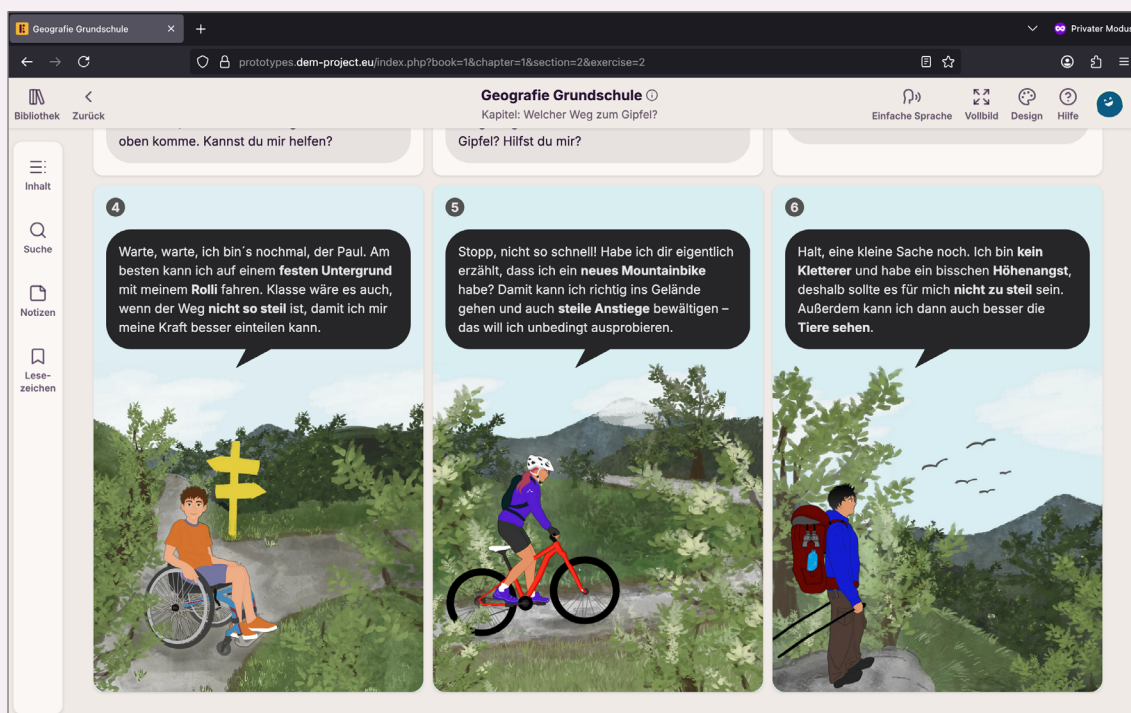 Geografie Grundschule
Privater Modus
prototypes.dem-project.eu/index.php?book=1&chapter=1&section=2&exercise=2
Bibliothek
Zurück
Geografie Grundschule
Kapitel: Welcher Weg zum Gipfel?
Einfache Sprache
Vollbild
Design
Hilfe
Inhalt
Suche
Notizen
Lese-
zeichen
oben komme. Kannst du mir helfen?
Gipfel? Hilfst du mir?
4
Warte, warte, ich bin´s nochmal, der Paul. Am
besten kann ich auf einem festen Untergrund
mit meinem Rolli fahren. Klasse wäre es auch,
wenn der Weg nicht so steil ist, damit ich mir
meine Kraft besser einteilen kann.
5
Stopp, nicht so schnell! Habe ich dir eigentlich
erzählt, dass ich ein neues Mountainbike
habe? Damit kann ich richtig ins Gelände
gehen und auch steile Anstiege bewältigen –
das will ich unbedingt ausprobieren.
6
Halt, eine kleine Sache noch. Ich bin kein
Kletterer und habe ein bisschen Höhenangst,
deshalb sollte es für mich nicht zu steil sein.
Außerdem kann ich dann auch besser die
Tiere sehen.